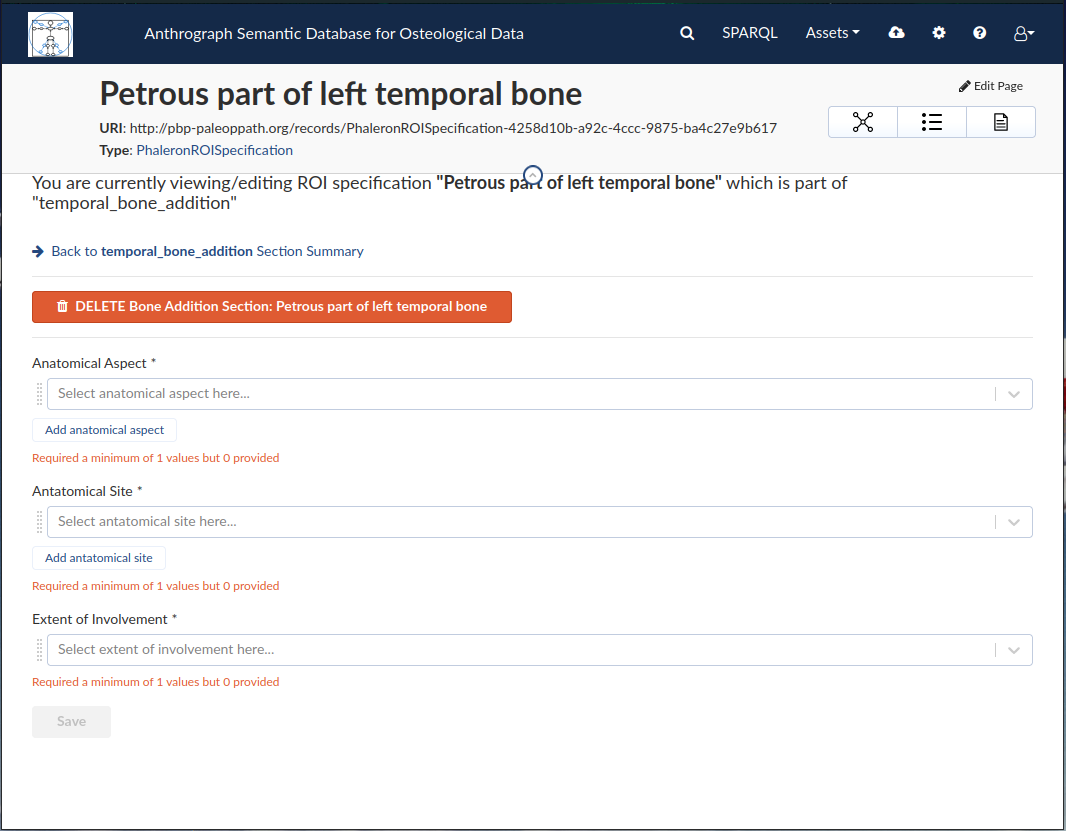 Anthrograph Semantic Database for Osteological Data
SPARQL
Assets
Petrous part of left temporal bone
Edit Page
URI: http://pbp-paleoppath.org/records/PhaleronROISpecification-4258d10b-a92c-4ccc-9875-ba4c27e9b617
Type: PhaleronROISpecification
You are currently viewing/editing ROI specification "Petrous part of left temporal bone" which is part of
"temporal_bone_addition"
Back to temporal_bone_addition Section Summary
DELETE Bone Addition Section: Petrous part of left temporal bone
Anatomical Aspect *
Select anatomical aspect here...
Add anatomical aspect
Required a minimum of 1 values but 0 provided
Antatomical Site *
Select antatomical site here...
Add antatomical site
Required a minimum of 1 values but 0 provided
Extent of Involvement *
Select extent of involvement here...
Required a minimum of 1 values but 0 provided
Save